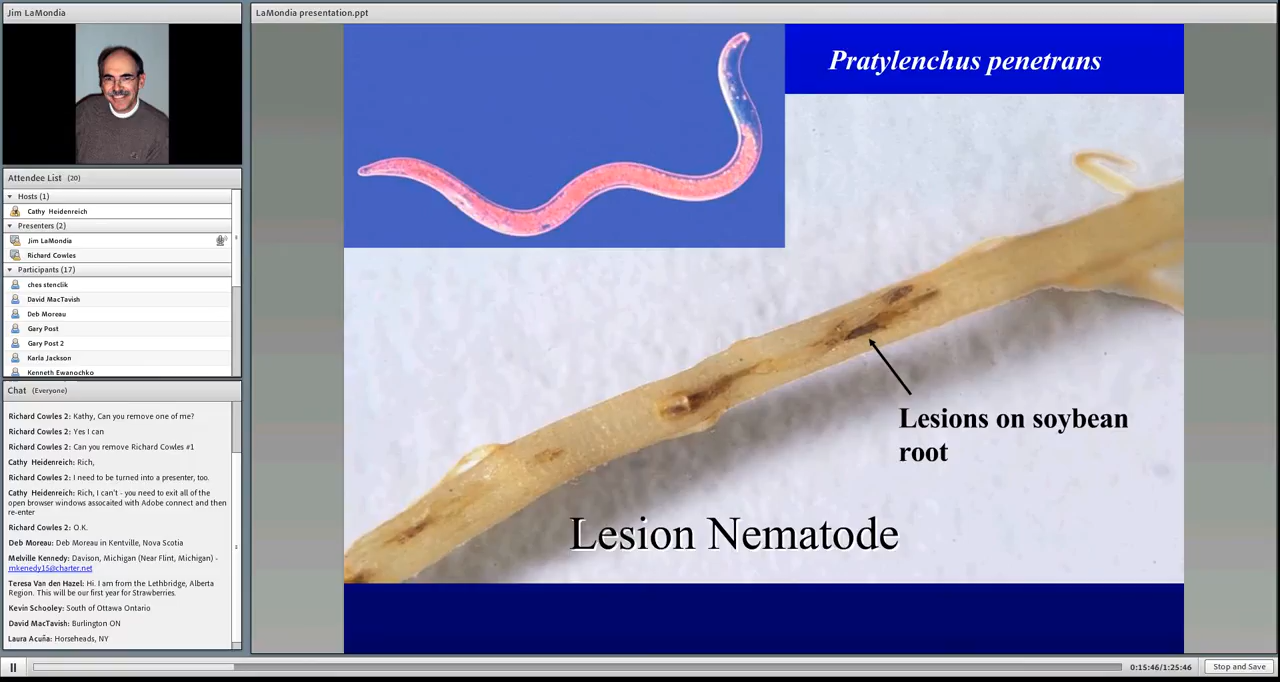 Jim LaMondia
LaMondia presentation.ppt
Pratylenchus penetrans
Lesions on soybean
root
Lesion Nematode
Attendee List (20)
Hosts (1)
Cathy Heidenreich
Presenters (2)
Jim LaMondia
Richard Cowles
Participants (17)
ches stenclik
David MacTavish
Deb Moreau
Gary Post
Gary Post 2
Karla Jackson
Kenneth Ewanochko
Chat (Everyone)
Richard Cowles 2: Kathy, Can you remove one of me?
Richard Cowles 2: Yes I can
Richard Cowles 2: Can you remove Richard Cowles #1
Cathy Heidenreich: Rich,
Richard Cowles 2: I need to be turned into a presenter, too.
Cathy Heidenreich: Rich, I can't - you need to exit all of the
open browser windows assocaited with Adobe connect and then
re-enter
Richard Cowles 2: O.K.
Deb Moreau: Deb Moreau in Kentville, Nova Scotia
Melville Kennedy: Davison, Michigan (Near Flint, Michigan) -
mkenedy15@charter.net
Teresa Van den Hazel: Hi. I am from the Lethbridge, Alberta
Region. This will be our first year for Strawberries.
Kevin Schooley: South of Ottawa Ontario
David MacTavish: Burlington ON
Laura Acuña: Horseheads, NY
0:15:46/1:25:46
Stop and Save